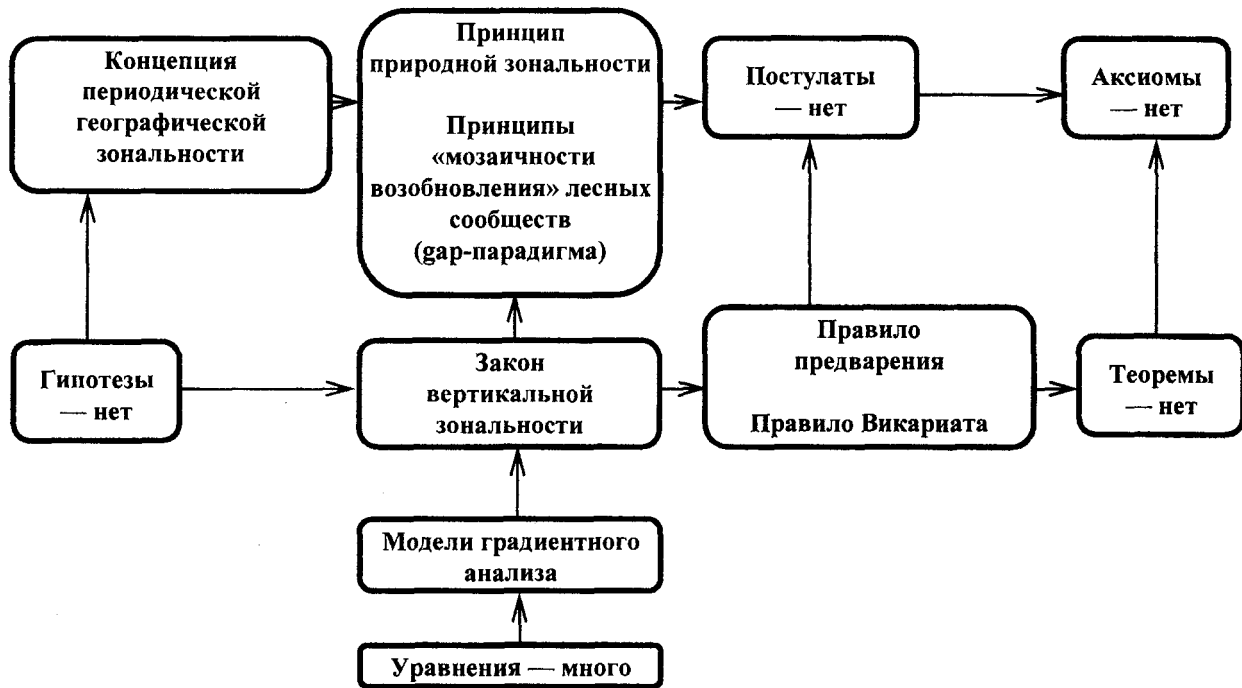 Концепция
периодической
географической
зональности
Принцип
природной зональности
Принципы
«мозаичности
возобновления» лесных
сообществ
(gap-парадигма)
Постулаты
— нет
Аксиомы
— нет
Гипотезы
— нет
Закон
вертикальной
зональности
Правило
предварения
Правило Викариата
Теоремы
— нет
Модели градиентного
анализа
Уравнения — много